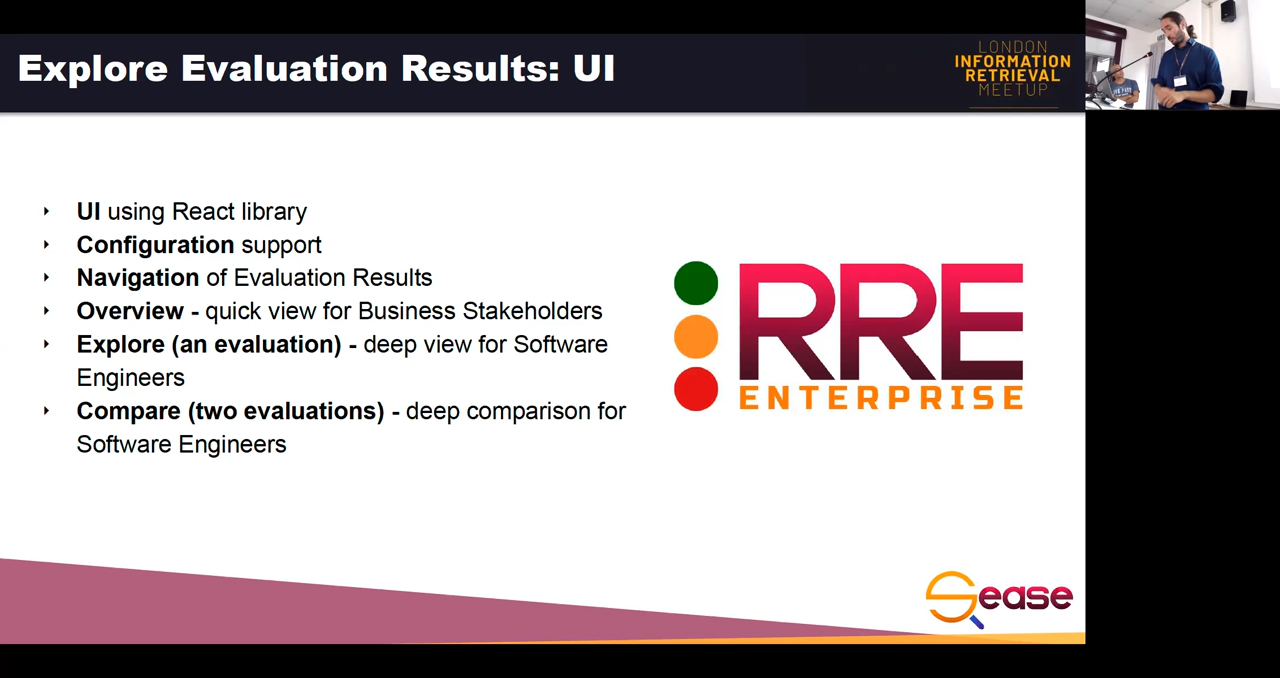 Explore Evaluation Results: UI
LONDON
INFORMATION
RETRIEVAL
MEETUP
UI using React library
Configuration support
Navigation of Evaluation Results
Overview - quick view for Business Stakeholders
Explore (an evaluation) - deep view for Software
Engineers
Compare (two evaluations) - deep comparison for
Software Engineers
RRE
ENTERPRISE
Sease